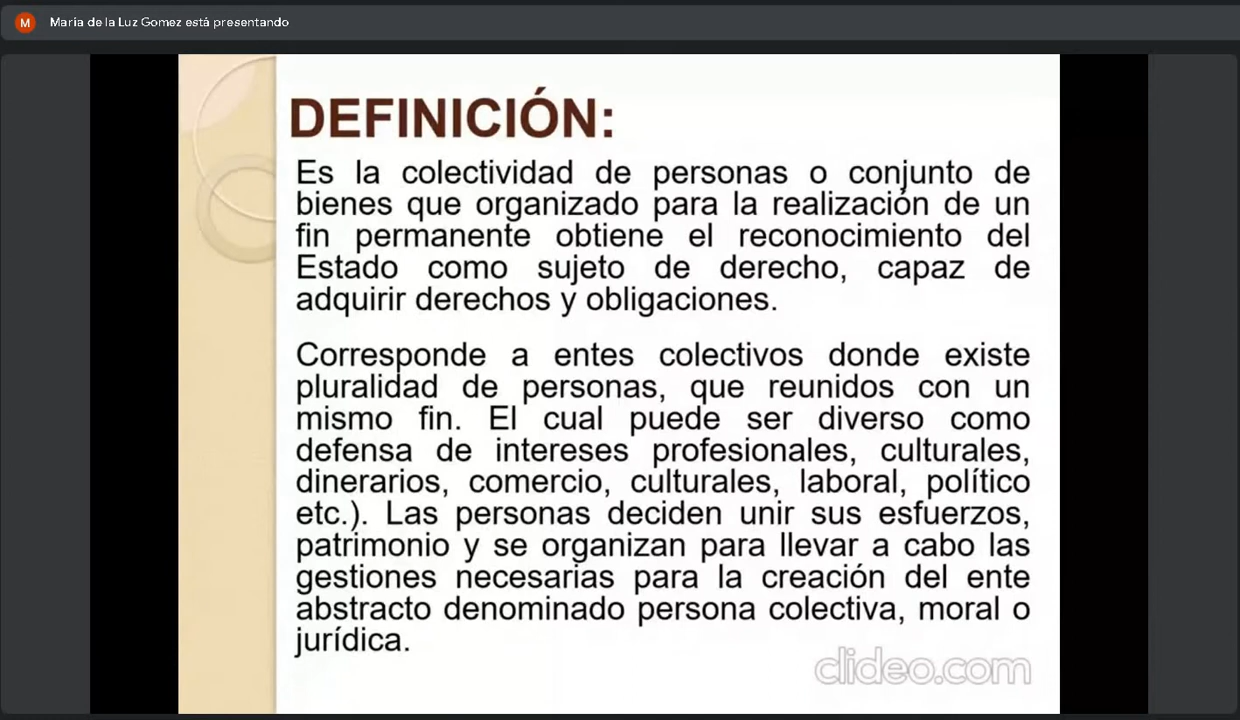 M
Maria de la Luz Gomez está presentando
DEFINICIÓN:
Es la colectividad de personas o conjunto de
bienes que organizado para la realización de un
fin permanente obtiene el reconocimiento del
Estado como sujeto de derecho, capaz de
adquirir derechos y obligaciones.
Corresponde a entes colectivos donde existe
pluralidad de personas, que reunidos con un
mismo fin. El cual puede ser diverso como
defensa de intereses profesionales, culturales,
dinerarios, comercio, culturales, laboral, político
etc.). Las personas deciden unir sus esfuerzos,
patrimonio y se organizan para llevar a cabo las
gestiones necesarias para la creación del ente
abstracto denominado persona colectiva, moral o
jurídica.
clideo.com